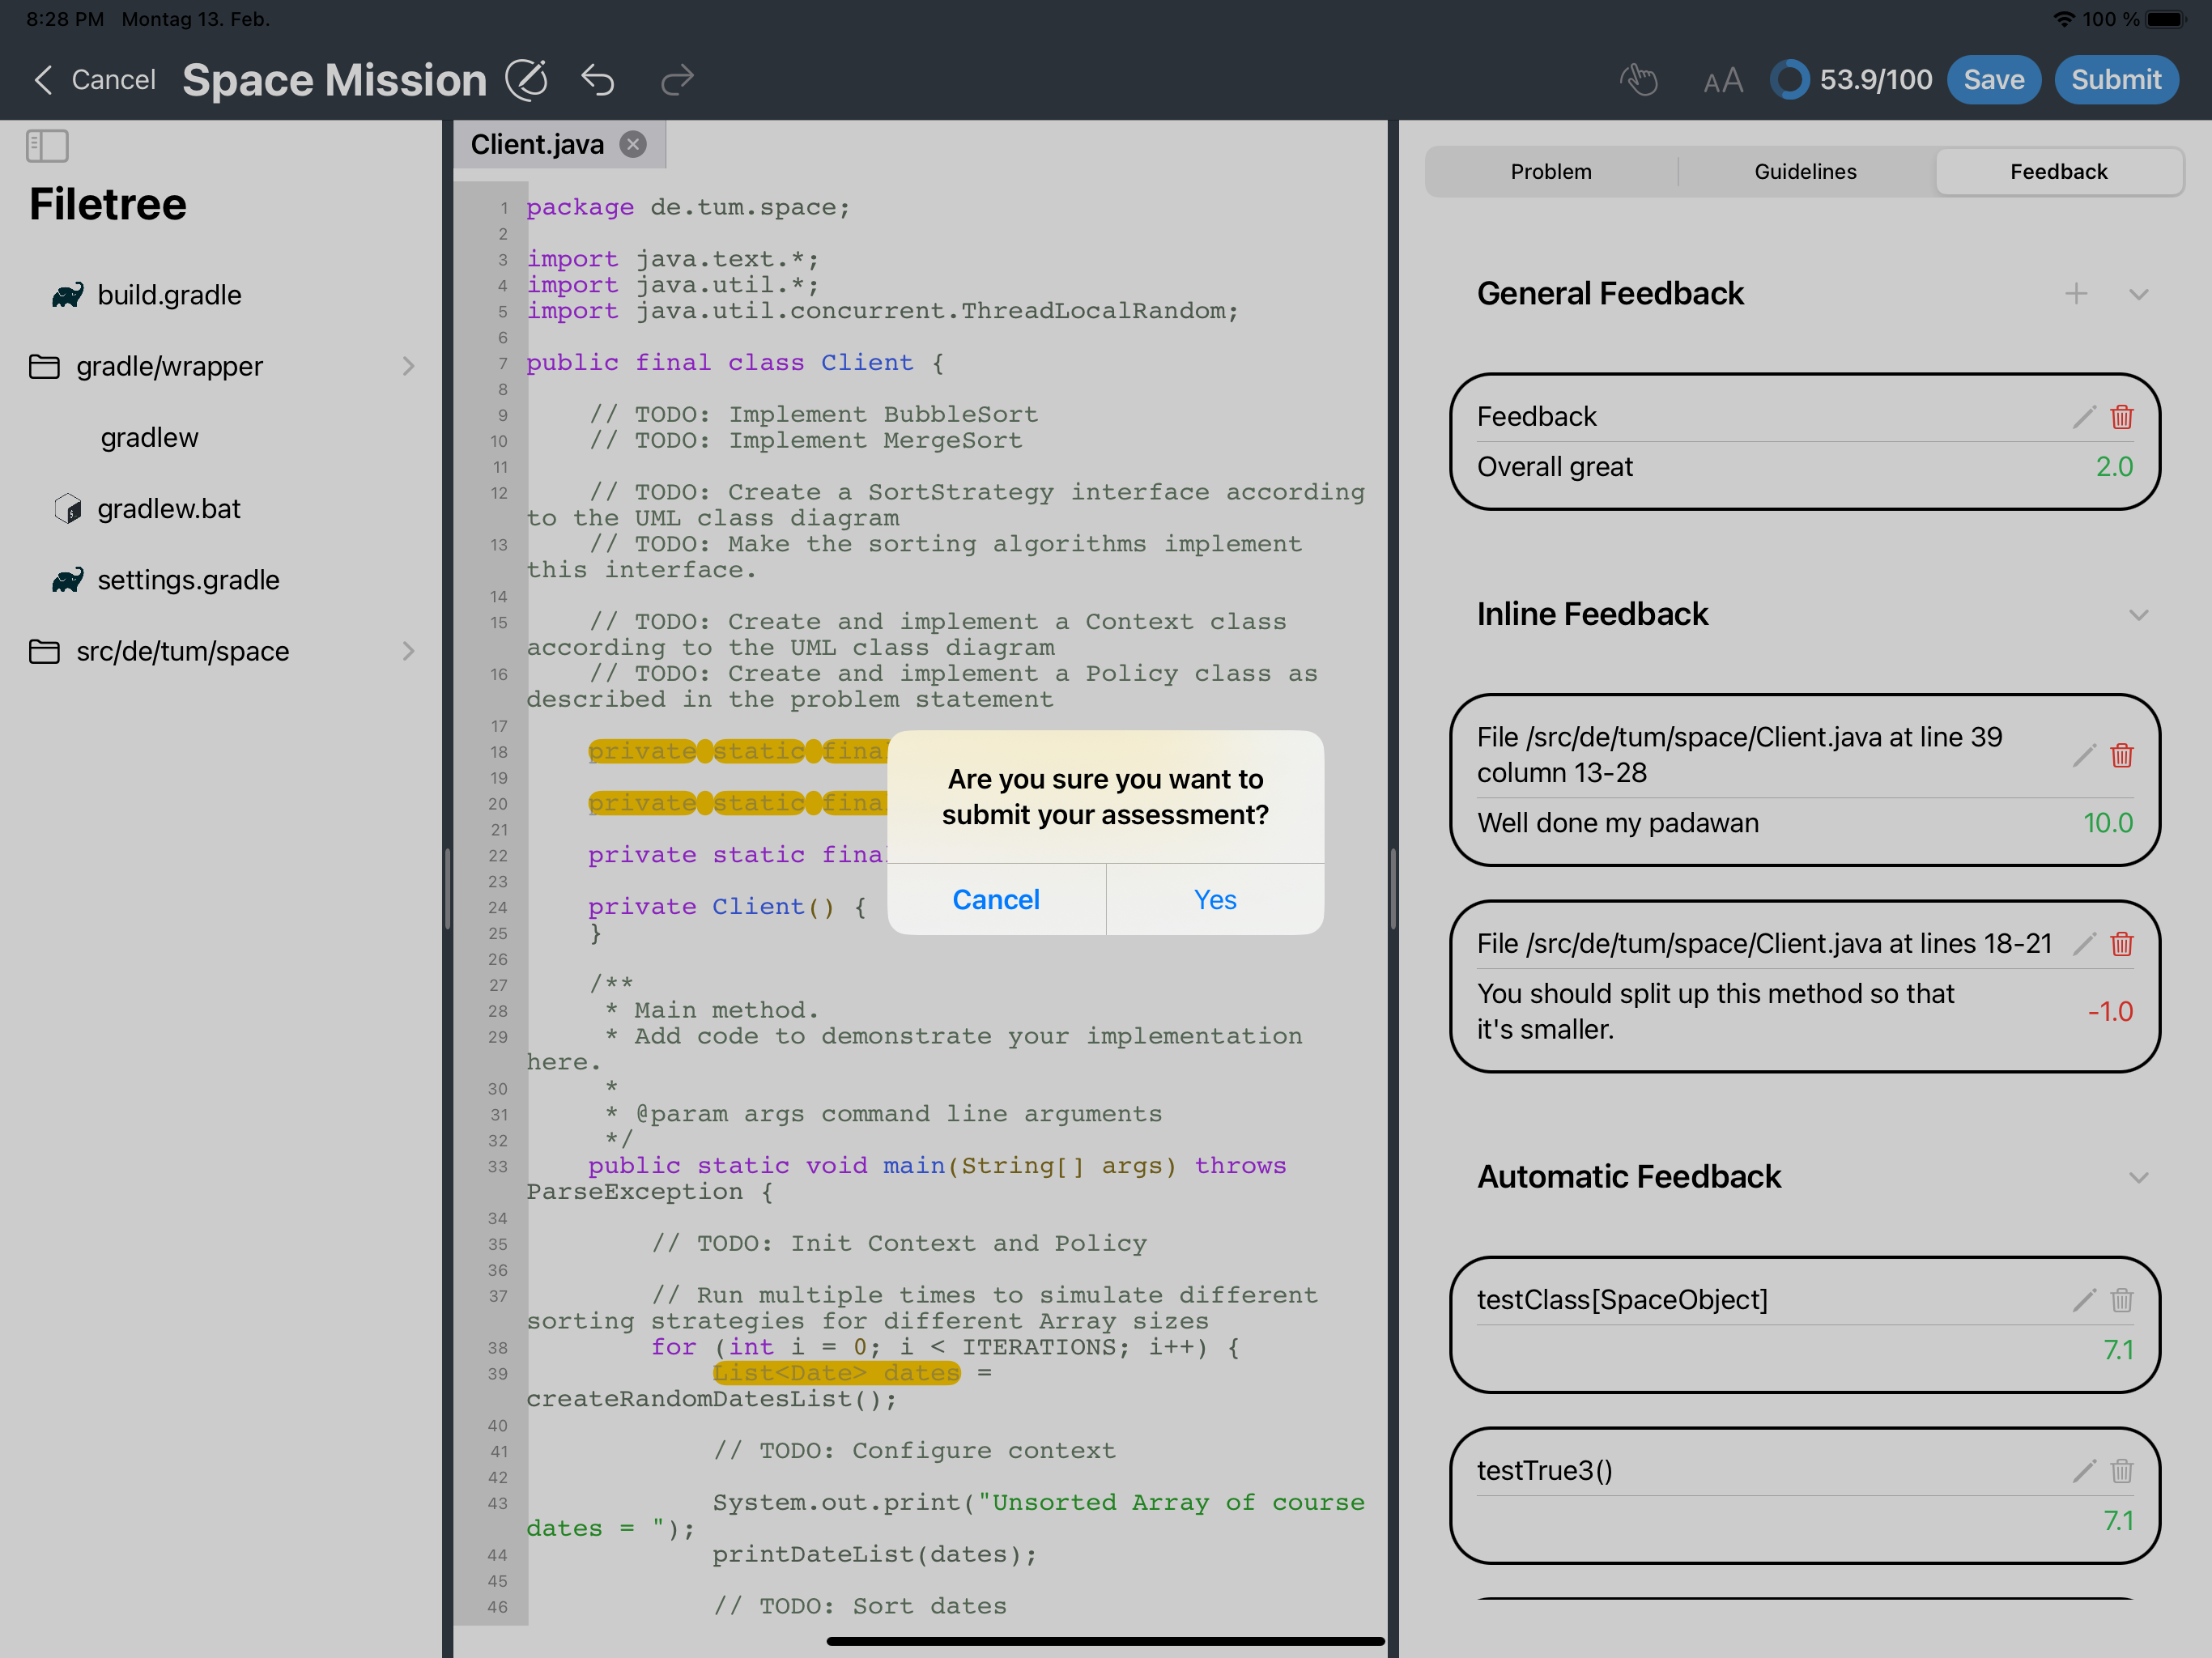 8:28 PM Montag 13. Feb.
100 %
Cancel
Space Mission
AA
53.9/100
Save
Submit
Filetree
build.gradle
gradle/wrapper
gradlew
gradlew.bat
settings.gradle
src/de/tum/space
Client.java
1 package de.tum.space;
2
3 import java.text.*;
4 import java.util.*;
5 import java.util.concurrent.ThreadLocalRandom;
6
7 public final class Client {
8
9 // TODO: Implement BubbleSort
10 // TODO: Implement MergeSort
11
12 // TODO: Create a SortStrategy interface according
to the UML class diagram
13 // TODO: Make the sorting algorithms implement
this interface.
14
15 // TODO: Create and implement a Context class
according to the UML class diagram
16 // TODO: Create and implement a Policy class as
described in the problem statement
17
18 private static fina
19
20 private static fina
21
22 private static fina
23
24 private Client() {
25 }
26
27 /**
28 * Main method.
29 * Add code to demonstrate your implementation
here.
30 *
31 * @param args command line arguments
32 */
33 public static void main(String[] args) throws
ParseException {
34
35 // TODO: Init Context and Policy
36
37 // Run multiple times to simulate different
sorting strategies for different Array sizes
38 for (int i = 0; i < ITERATIONS; i++) {
39 List<Date> dates =
createRandomDatesList();
40
41 // TODO: Configure context
42
43 System.out.print("Unsorted Array of course
dates = ");
44 printDateList(dates);
45
46 // TODO: Sort dates
Are you sure you want to
submit your assessment?
Cancel
Yes
Problem
Guidelines
Feedback
General Feedback
Feedback
Overall great 2.0
Inline Feedback
File /src/de/tum/space/Client.java at line 39
column 13-28
Well done my padawan 10.0
File /src/de/tum/space/Client.java at lines 18-21
You should split up this method so that
it's smaller.
-1.0
Automatic Feedback
testClass[SpaceObject]
7.1
testTrue3()
7.1